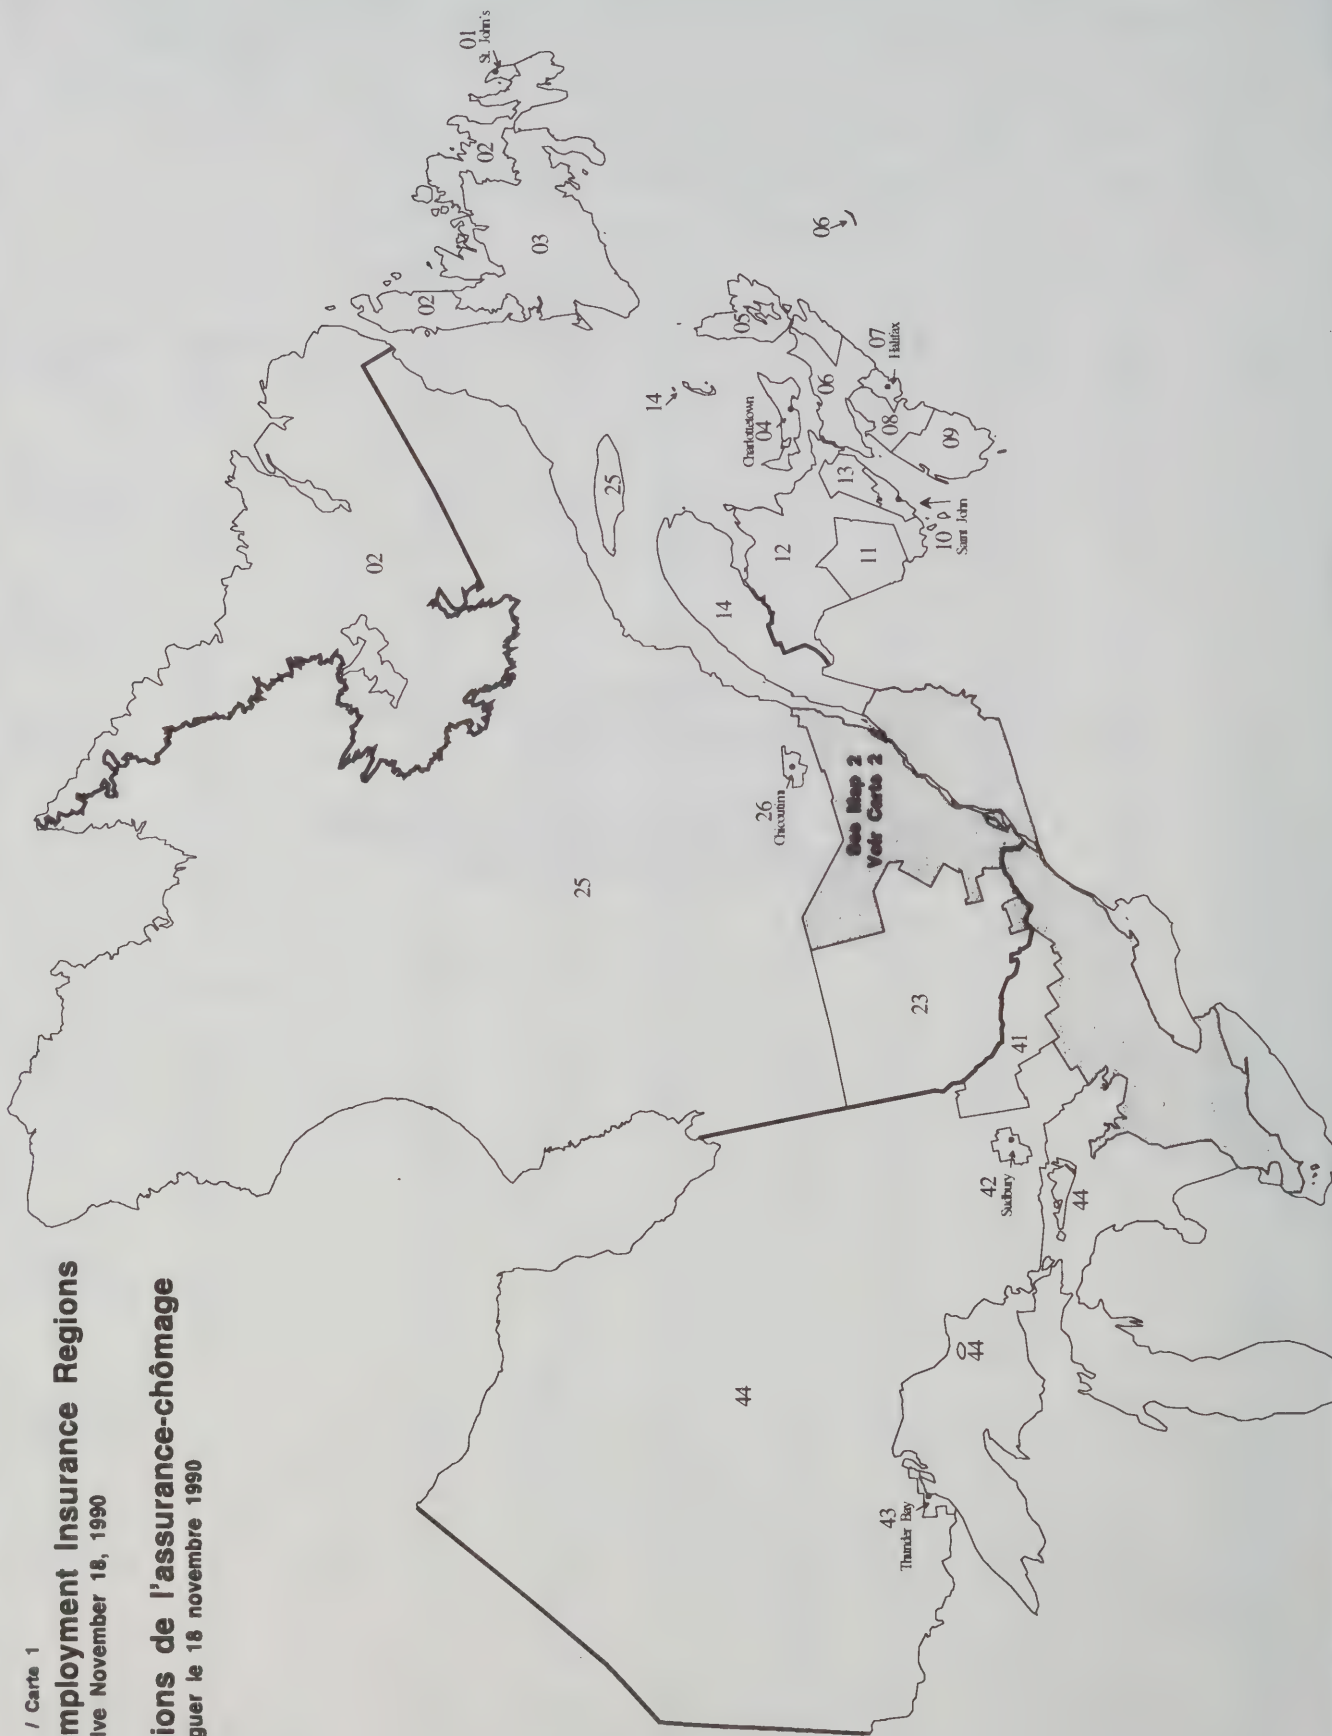 / Carte 1
mployment Insurance Regions
ive November 18, 1990
ions de l'assurance-chômage
guer le 18 novembre 1990
01
St. John's
02
02
03
02
06
05
14
Charlottetown
04
06
07
Halifax
08
09
25
13
10
Saint John
12
11
14
02
25
26
Chicoutimi
See Map 2
Voir Carte 2
23
41
42
Sudbury
44
44
44
43
Thunder Bay